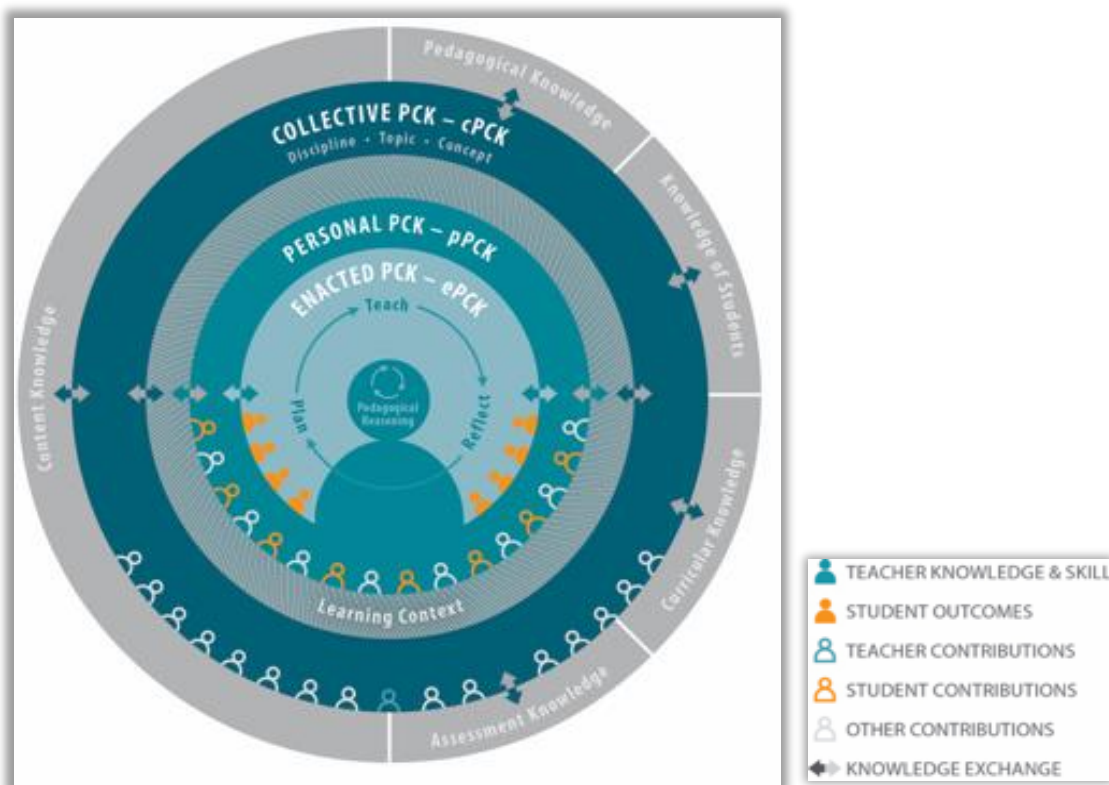 Pedagogical Knowledge
COLLECTIVE PCK – cPCK
Discipline • Topic • Concept
Knowledge of Students
PERSONAL PCK – pPCK
ENACTED PCK – ePCK
Teach
Content Knowledge
Pedagogical
Reasoning
Plan
Reflect
Curricular Knowledge
Learning Context
Assessment Knowledge
TEACHER KNOWLEDGE & SKILL
STUDENT OUTCOMES
TEACHER CONTRIBUTIONS
STUDENT CONTRIBUTIONS
OTHER CONTRIBUTIONS
KNOWLEDGE EXCHANGE